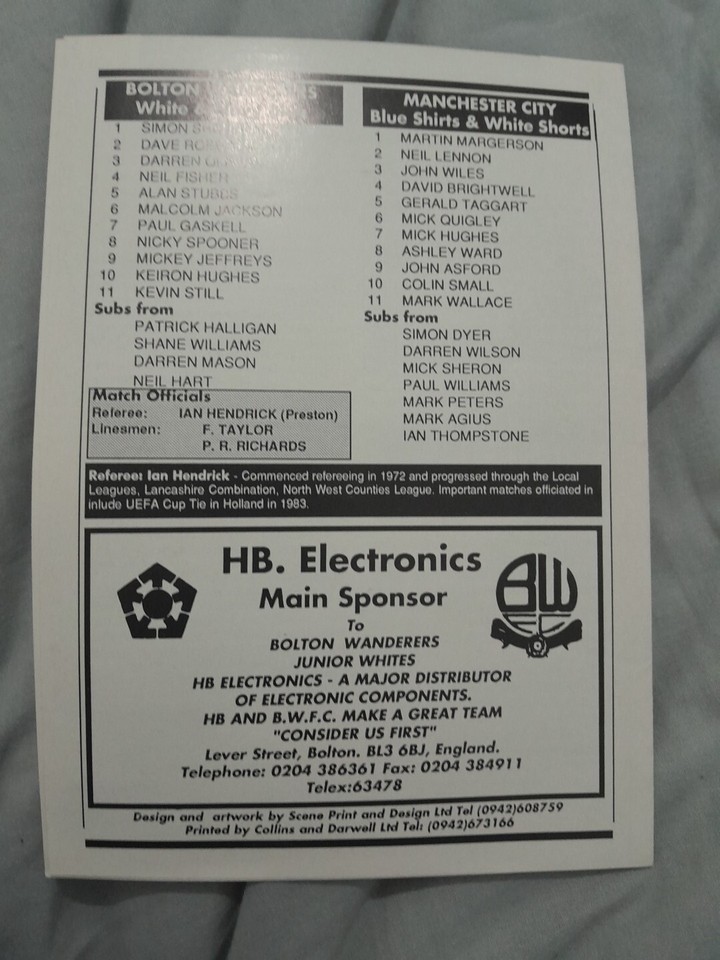 BOLTON
White &
1 SIMON
2 DAVE
3 DARREN
4 NEIL FISHER
5 ALAN STUBBS
6 MALCOLM JACKSON
7 PAUL GASKELL
8 NICKY SPOONER
9 MICKEY JEFFREYS
10 KEIRON HUGHES
11 KEVIN STILL
Subs from
PATRICK HALLIGAN
SHANE WILLIAMS
DARREN MASON
NEIL HART
Match Officials
Referee: IAN HENDRICK (Preston)
Linesmen: F. TAYLOR
P. R. RICHARDS
MANCHESTER CITY
Blue Shirts & White Shorts
1 MARTIN MARGERSON
2 NEIL LENNON
3 JOHN WILES
4 DAVID BRIGHTWELL
5 GERALD TAGGART
6 MICK QUIGLEY
7 MICK HUGHES
8 ASHLEY WARD
9 JOHN ASFORD
10 COLIN SMALL
11 MARK WALLACE
Subs from
SIMON DYER
DARREN WILSON
MICK SHERON
PAUL WILLIAMS
MARK PETERS
MARK AGIUS
IAN THOMPSTONE
Referee: Ian Hendrick - Commenced refereeing in 1972 and progressed through the Local
Leagues, Lancashire Combination, North West Counties League. Important matches officiated in
inlude UEFA Cup Tie in Holland in 1983.
HB. Electronics
Main Sponsor
To
BOLTON WANDERERS
JUNIOR WHITES
HB ELECTRONICS - A MAJOR DISTRIBUTOR
OF ELECTRONIC COMPONENTS.
HB AND B.W.F.C. MAKE A GREAT TEAM
"CONSIDER US FIRST"
Lever Street, Bolton. BL3 6BJ, England.
Telephone: 0204 386361 Fax: 0204 384911
Telex:63478
BW
Design and artwork by Scene Print and Design Ltd Tel (0942)608759
Printed by Collins and Darwell Ltd Tel: (0942)673166